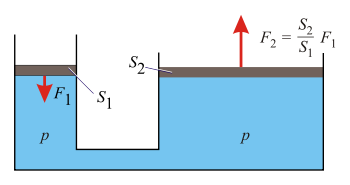 F₂ = S₂/S₁ F₁
S₂
F₁
S₁
p
p